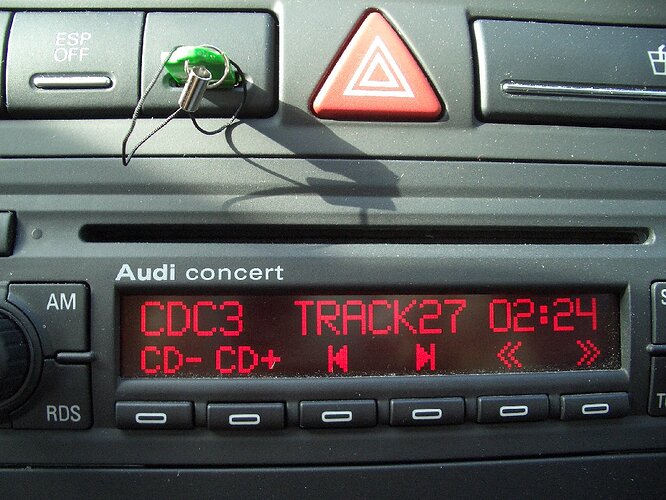 ESP
OFF
Audi concert
AM
CDC3 TRACK27 02:24
CD- CD+
RDS